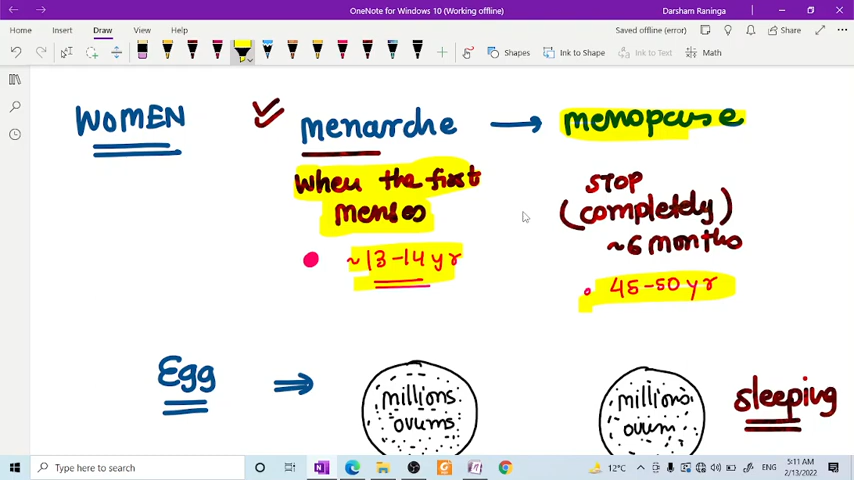 OneNote for Windows 10 (Working offline)
Darsham Raninga
Home Insert Draw View Help
Saved offline (error) Share
Shapes Ink to Shape Ink to Text Math
WOMEN menarche → menopause
when the first
menses
~13-14 yr
STOP
(completely)
~6 months
45-50 yr
Egg ⇒
millions
ovums
millions
ovum
sleeping
Type here to search
12°C
ENG
5:11 AM
2/13/2022